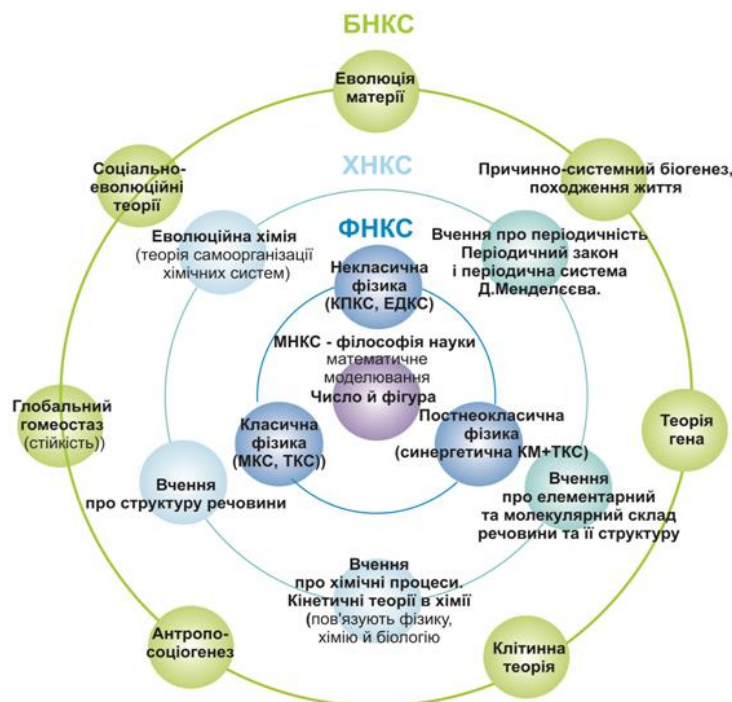 БНКС
Еволюція
матерії
Соціально-
еволюційні
теорії
ХНКС
Причинно-системний біогенез,
походження життя
Еволюційна хімія
(теорія самоорганізації
хімічних систем)
ФНКС
Вчення про періодичність
Періодичний закон
і періодична система
Д.Менделєєва.
Некласична
фізика
(КПКС, ЕДКС)
МНКС - філософія науки
математичне
моделювання
Число й фігура
Глобальний
гомеостаз
(стійкість))
Класична
фізика
(МКС, ТКС))
Постнеокласична
фізика
(синергетична КМ+ТКС)
Теорія
гена
Вчення
про структуру речовини
Вчення
про елементарний
та молекулярний склад
речовини та її структуру
Вчення
про хімічні процеси.
Кінетичні теорії в хімії
(пов'язують фізику,
хімію й біологію
Антропо-
соціогенез
Клітинна
теорія